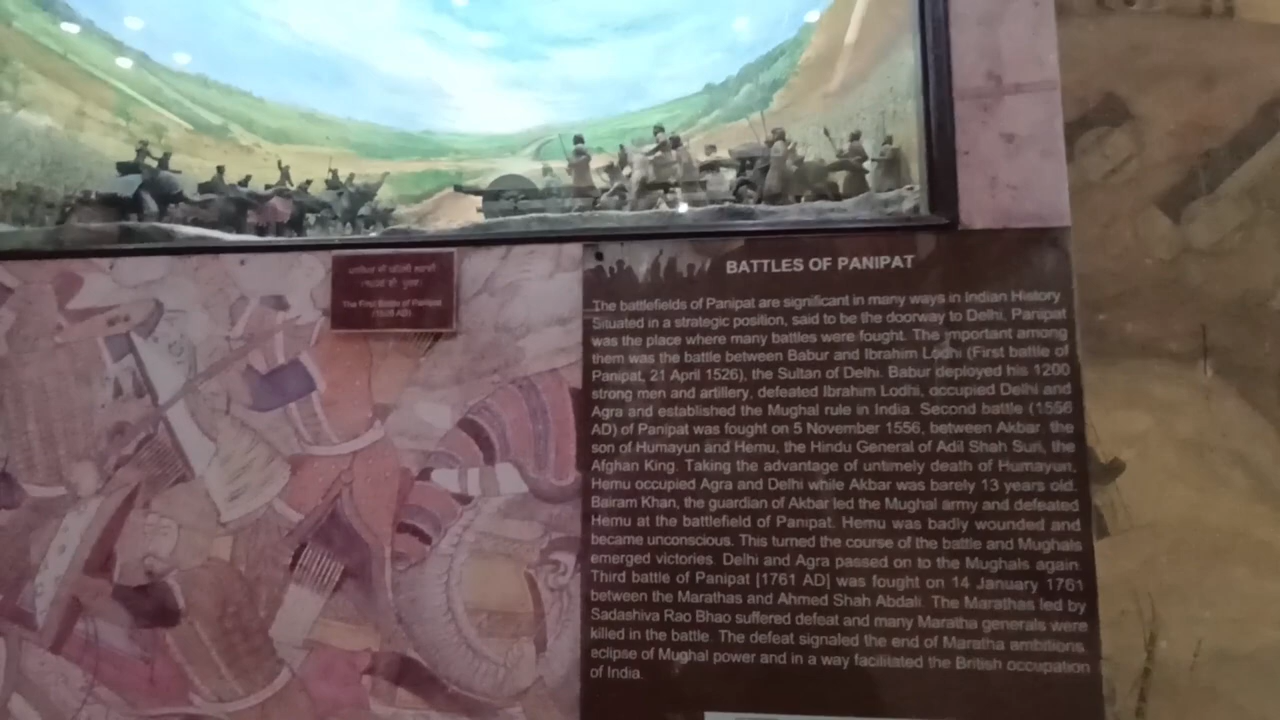 The First Battle of Panipat
(1526 AD)
BATTLES OF PANIPAT
The battlefields of Panipat are significant in many ways in Indian History
Situated in a strategic position, said to be the doorway to Delhi, Panipat
was the place where many battles were fought. The important among
them was the battle between Babur and Ibrahim Lodhi (First battle of
Panipat, 21 April 1526), the Sultan of Delhi. Babur deployed his 1200
strong men and artillery, defeated Ibrahim Lodhi, occupied Delhi and
Agra and established the Mughal rule in India. Second battle (1556
AD) of Panipat was fought on 5 November 1556, between Akbar, the
son of Humayun and Hemu, the Hindu General of Adil Shah Suri, the
Afghan King. Taking the advantage of untimely death of Humayun,
Hemu occupied Agra and Delhi while Akbar was barely 13 years old.
Bairam Khan, the guardian of Akbar led the Mughal army and defeated
Hemu at the battlefield of Panipat. Hemu was badly wounded and
became unconscious. This turned the course of the battle and Mughals
emerged victories. Delhi and Agra passed on to the Mughals again.
Third battle of Panipat [1761 AD] was fought on 14 January 1761
between the Marathas and Ahmed Shah Abdali. The Marathas led by
Sadashiva Rao Bhao suffered defeat and many Maratha generals were
killed in the battle. The defeat signaled the end of Maratha ambitions,
eclipse of Mughal power and in a way facilitated the British occupation
of India.